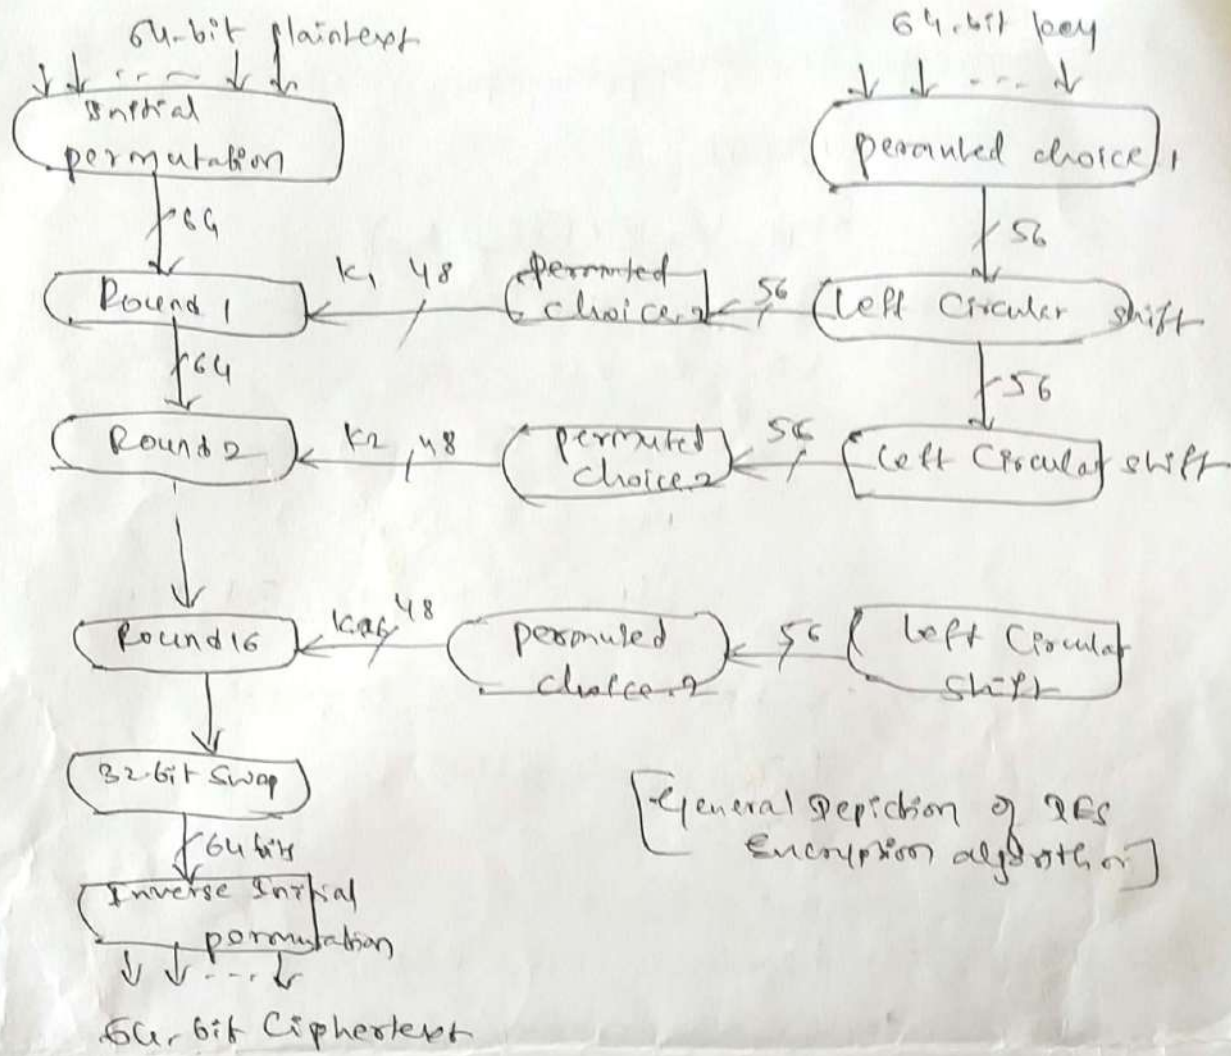 64-bit plaintext
64-bit key
Initial
permutation
permuted choice 1
64
56
Round 1
K1 48
permuted
choice 2
56
Left Circular shift
64
56
Round 2
K2 48
permuted
choice 2
56
Left Circular shift
Round 16
48
permuted
choice 2
56
Left Circular
shift
32-bit Swap
64 bits
[General Depiction of DES
Encryption algorithm]
Inverse Initial
permutation
64-bit Ciphertext